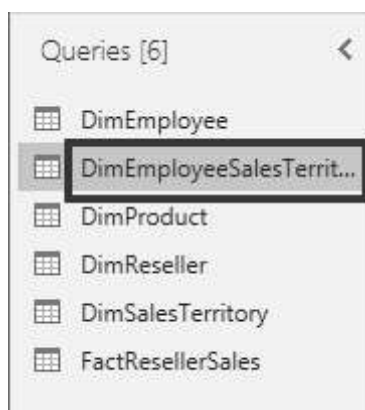 Queries [6]
DimEmployee
DimEmployeeSalesTerrit...
DimProduct
DimReseller
DimSalesTerritory
FactResellerSales